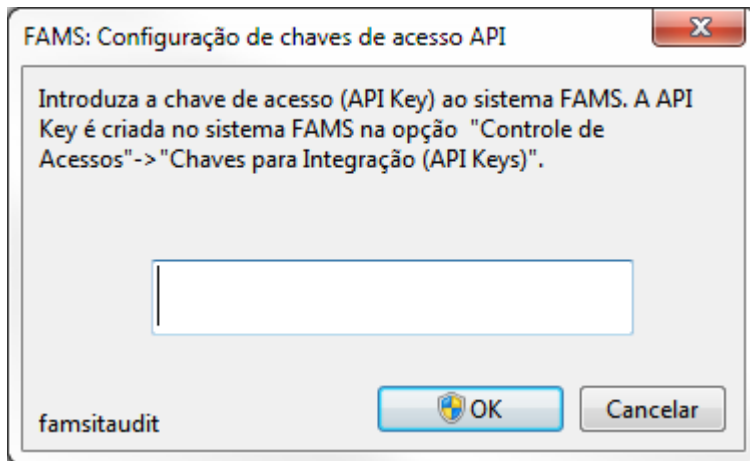 FAMS: Configuração de chaves de acesso API
Introduza a chave de acesso (API Key) ao sistema FAMS. A API
Key é criada no sistema FAMS na opção  "Controle de
Acessos"->"Chaves para Integração (API Keys)".
OK
Cancelar
famsitaudit